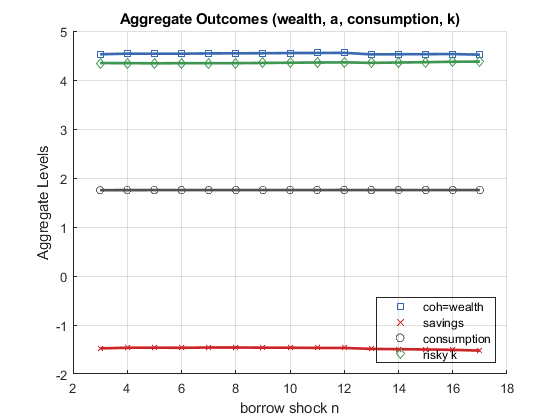 Aggregate Outcomes (wealth, a, consumption, k)
5
4
3
2
1
0
-1
-2
Aggregate Levels
coh=wealth
savings
consumption
risky k
2
4
6
8
10
12
14
16
18
borrow shock n